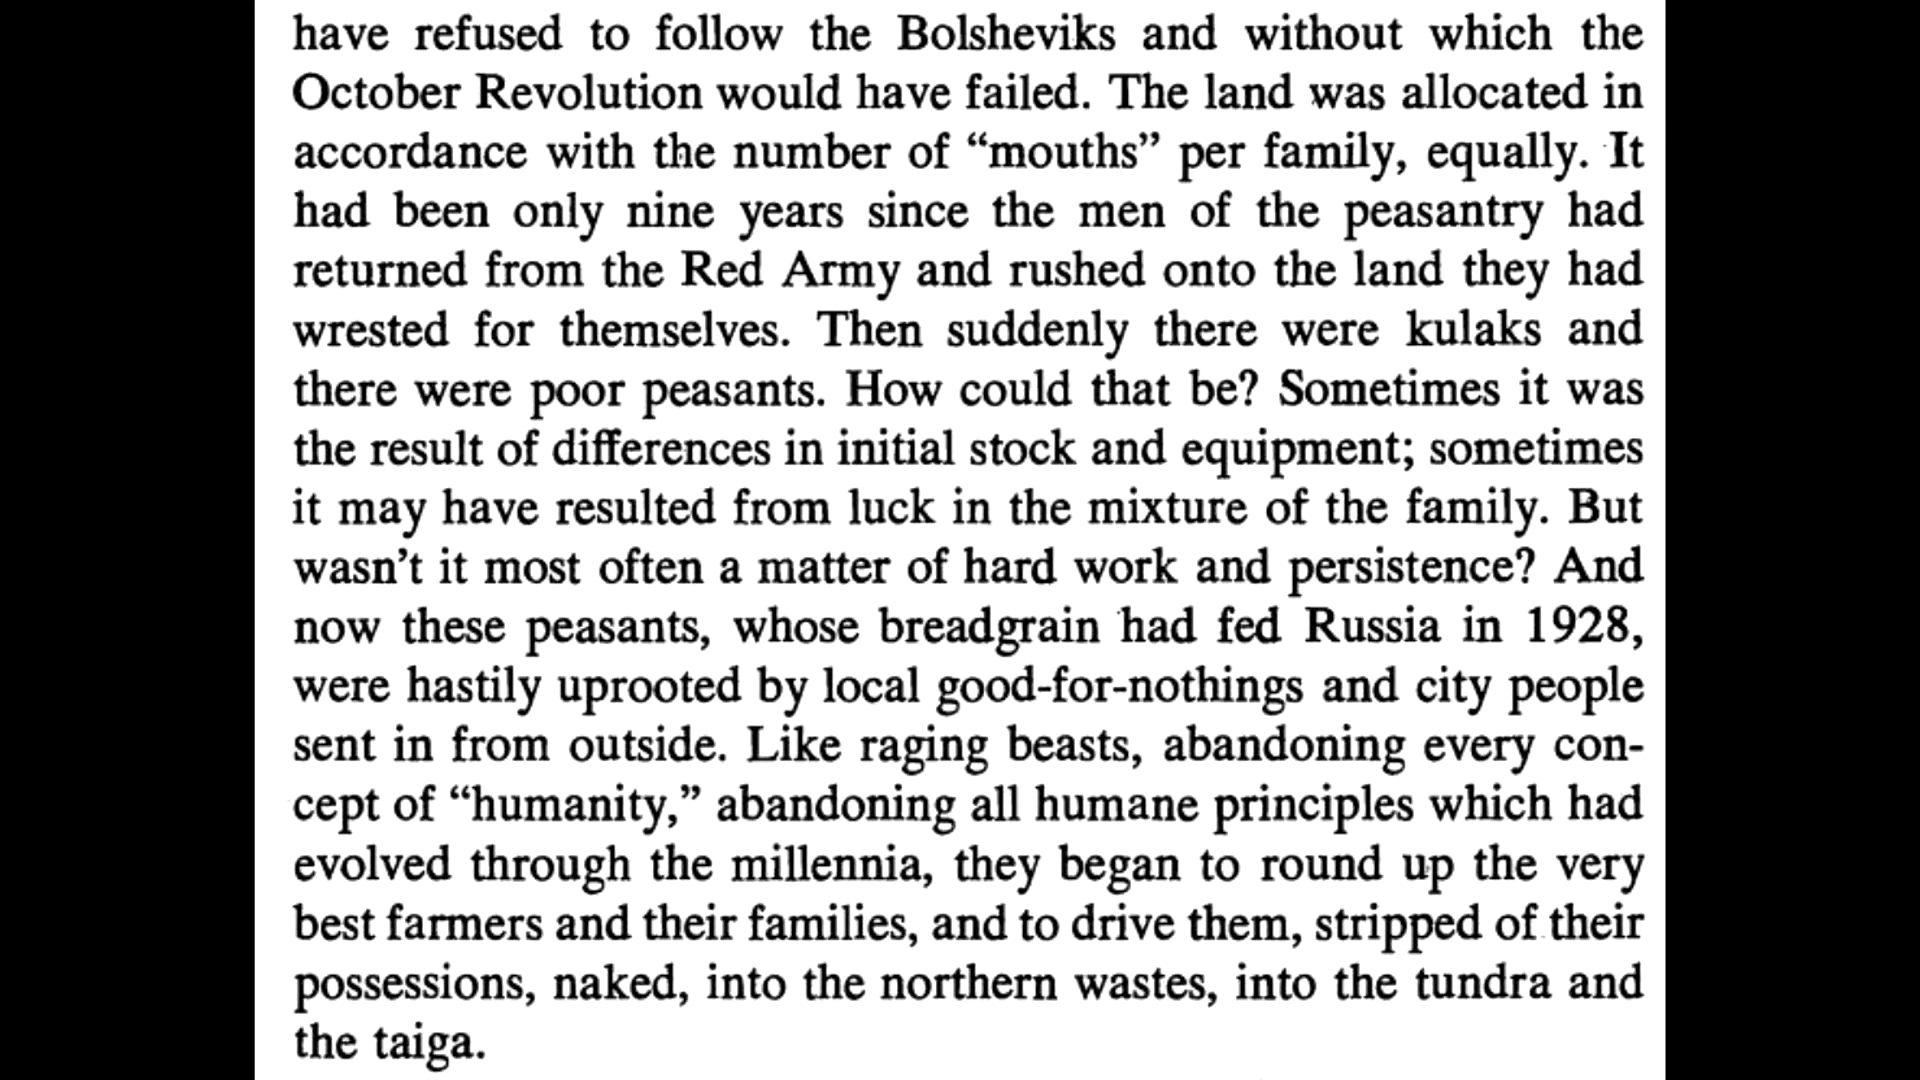 have refused to follow the Bolsheviks and without which the
October Revolution would have failed. The land was allocated in
accordance with the number of “mouths” per family, equally. It
had been only nine years since the men of the peasantry had
returned from the Red Army and rushed onto the land they had
wrested for themselves. Then suddenly there were kulaks and
there were poor peasants. How could that be? Sometimes it was
the result of differences in initial stock and equipment; sometimes
it may have resulted from luck in the mixture of the family. But
wasn’t it most often a matter of hard work and persistence? And
now these peasants, whose breadgrain had fed Russia in 1928,
were hastily uprooted by local good-for-nothings and city people
sent in from outside. Like raging beasts, abandoning every con-
cept of “humanity,” abandoning all humane principles which had
evolved through the millennia, they began to round up the very
best farmers and their families, and to drive them, stripped of their
possessions, naked, into the northern wastes, into the tundra and
the taiga.